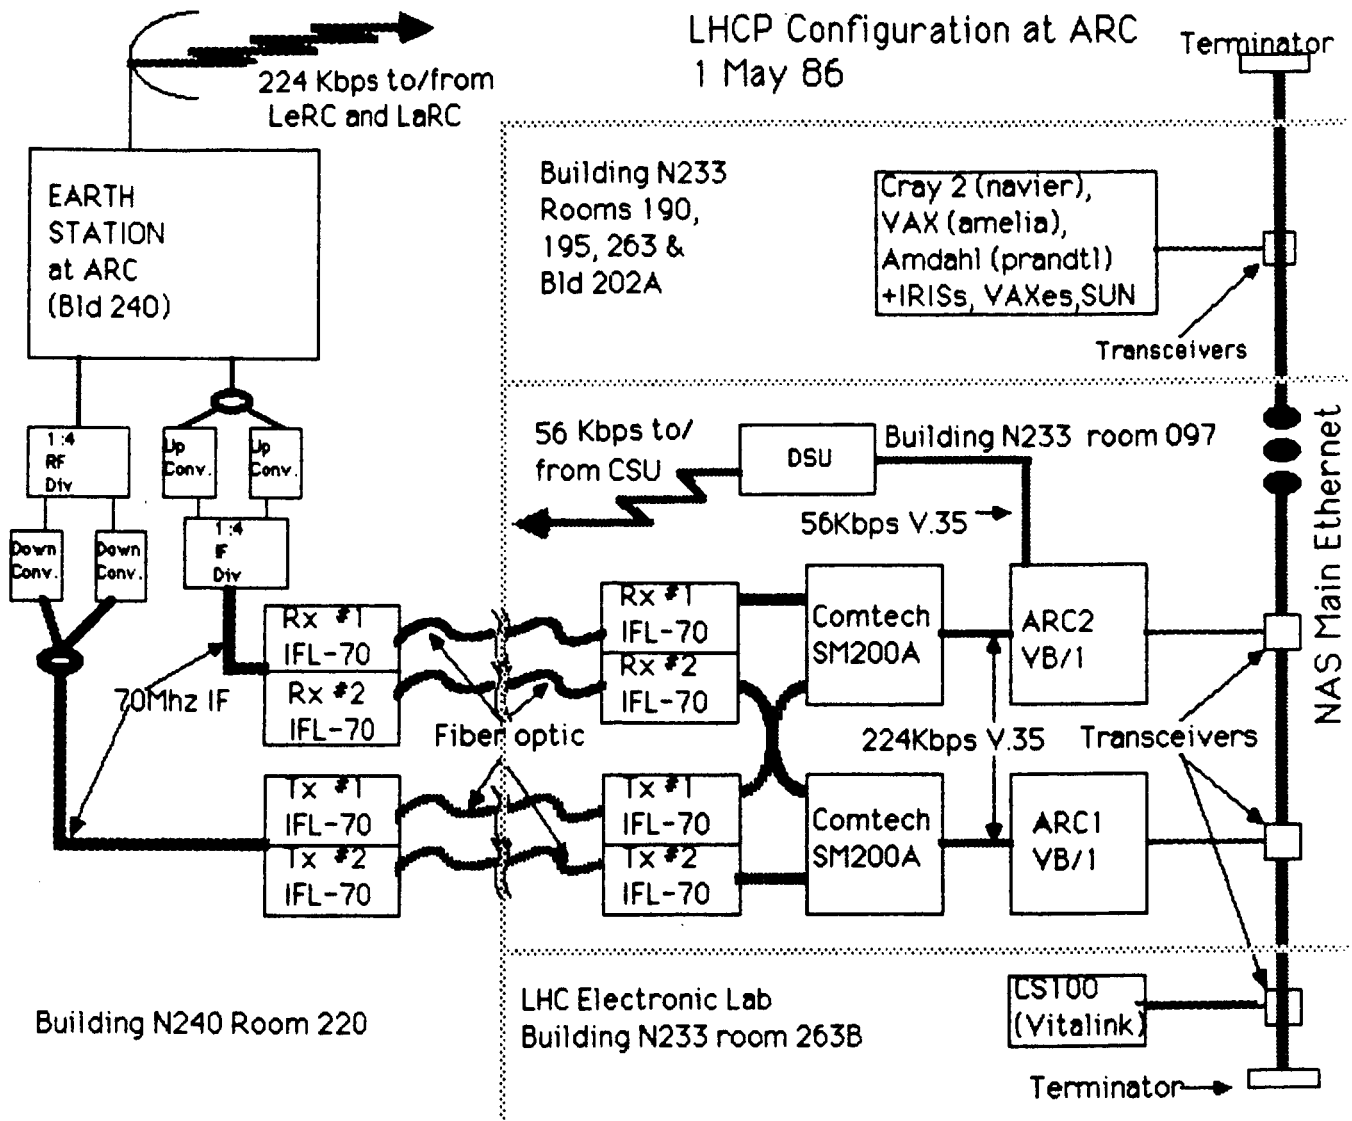 LHCP Configuration at ARC
1 May 86
Terminator
224 Kbps to/from
LeRC and LaRC
EARTH
STATION
at ARC
(Bld 240)
Building N233
Rooms 190,
195, 263 &
Bld 202A
Cray 2 (navier),
VAX (amelia),
Amdahl (prandtl)
+IRISs, VAXes,SUN
Transceivers
1:4
RF
Div
Up
Conv.
Up
Conv.
Down
Conv.
Down
Conv.
1:4
IF
Div
56 Kbps to/
from CSU
DSU
Building N233 room 097
56Kbps V.35
NAS Main Ethernet
Rx #1
IFL-70
Rx #2
IFL-70
Rx #1
IFL-70
Rx #2
IFL-70
Comtech
SM200A
ARC2
VB/1
70Mhz IF
Fiber optic
224Kbps V.35
Transceivers
Tx #1
IFL-70
Tx #2
IFL-70
Tx #1
IFL-70
Tx #2
IFL-70
Comtech
SM200A
ARC1
VB/1
Building N240 Room 220
LHC Electronic Lab
Building N233 room 263B
CST00
(Vitalink)
Terminator